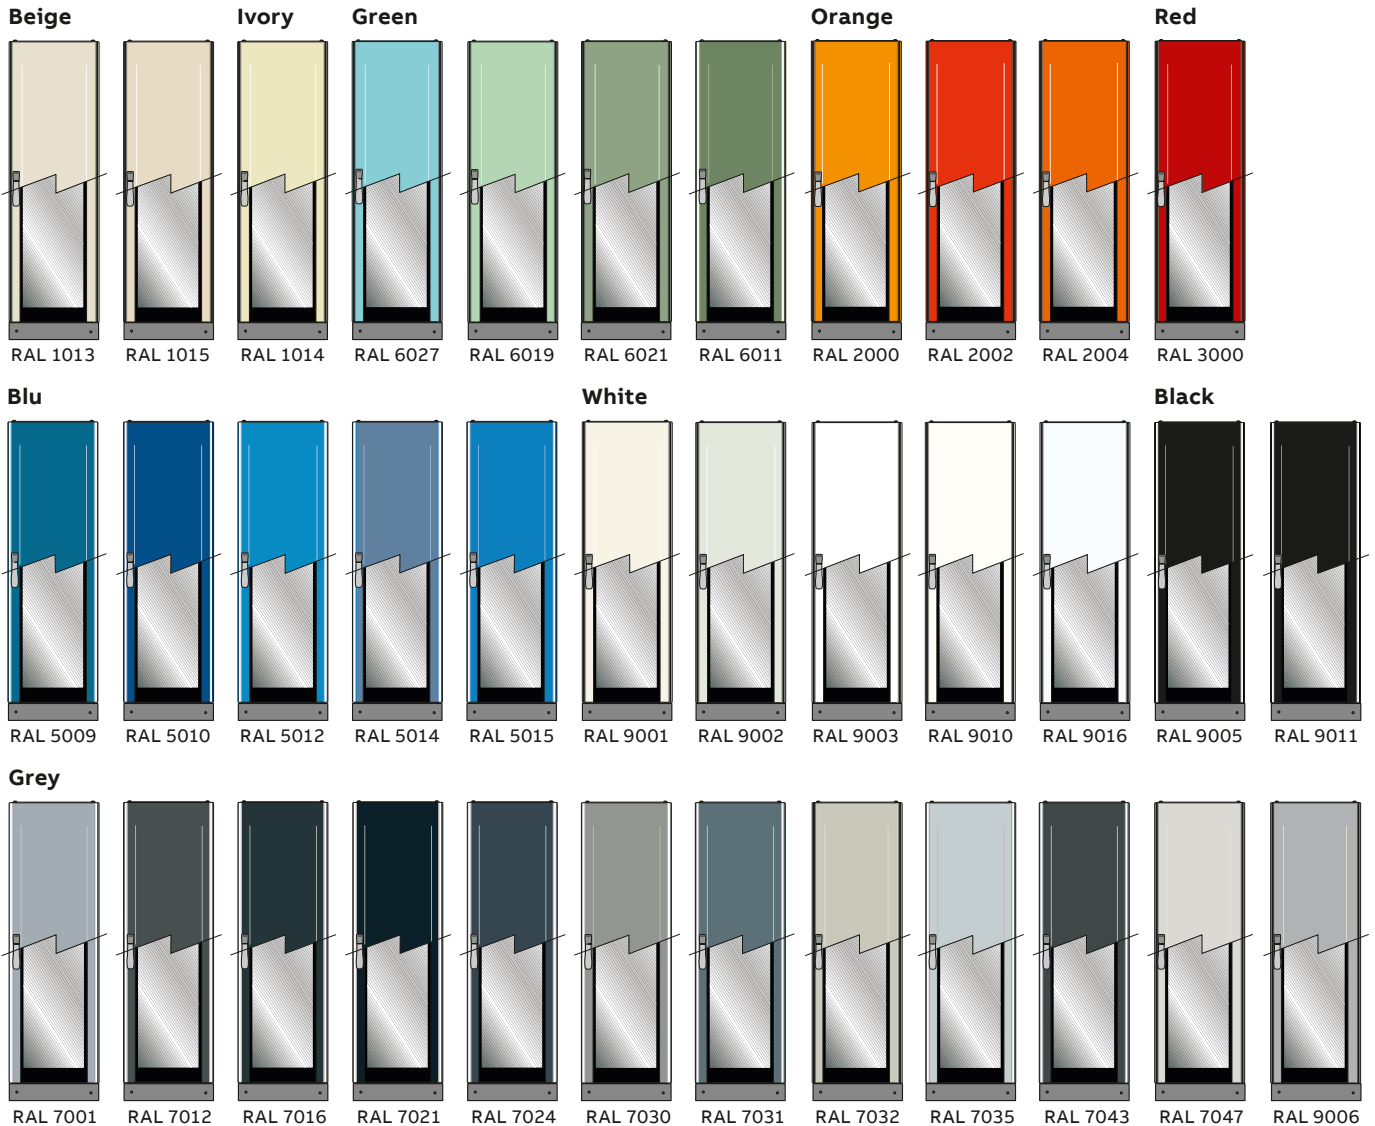 Beige Ivory Green Orange Red
RAL 1013 RAL 1015 RAL 1014 RAL 6027 RAL 6019 RAL 6021 RAL 6011 RAL 2000 RAL 2002 RAL 2004 RAL 3000
Blu White Black
RAL 5009 RAL 5010 RAL 5012 RAL 5014 RAL 5015 RAL 9001 RAL 9002 RAL 9003 RAL 9010 RAL 9016 RAL 9005 RAL 9011
Grey
RAL 7001 RAL 7012 RAL 7016 RAL 7021 RAL 7024 RAL 7030 RAL 7031 RAL 7032 RAL 7035 RAL 7043 RAL 7047 RAL 9006